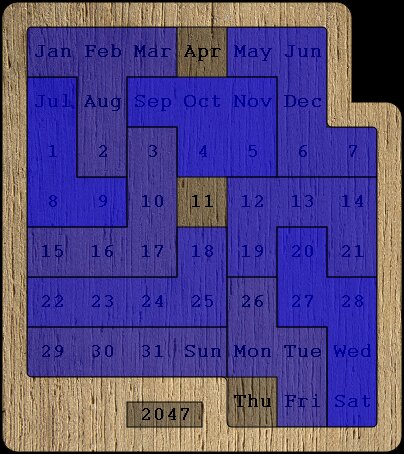 Jan Feb Mar Apr May Jun
Jul Aug Sep Oct Nov Dec
1 2 3 4 5 6 7
8 9 10 11 12 13 14
15 16 17 18 19 20 21
22 23 24 25 26 27 28
29 30 31 Sun Mon Tue Wed
Thu Fri Sat
2047